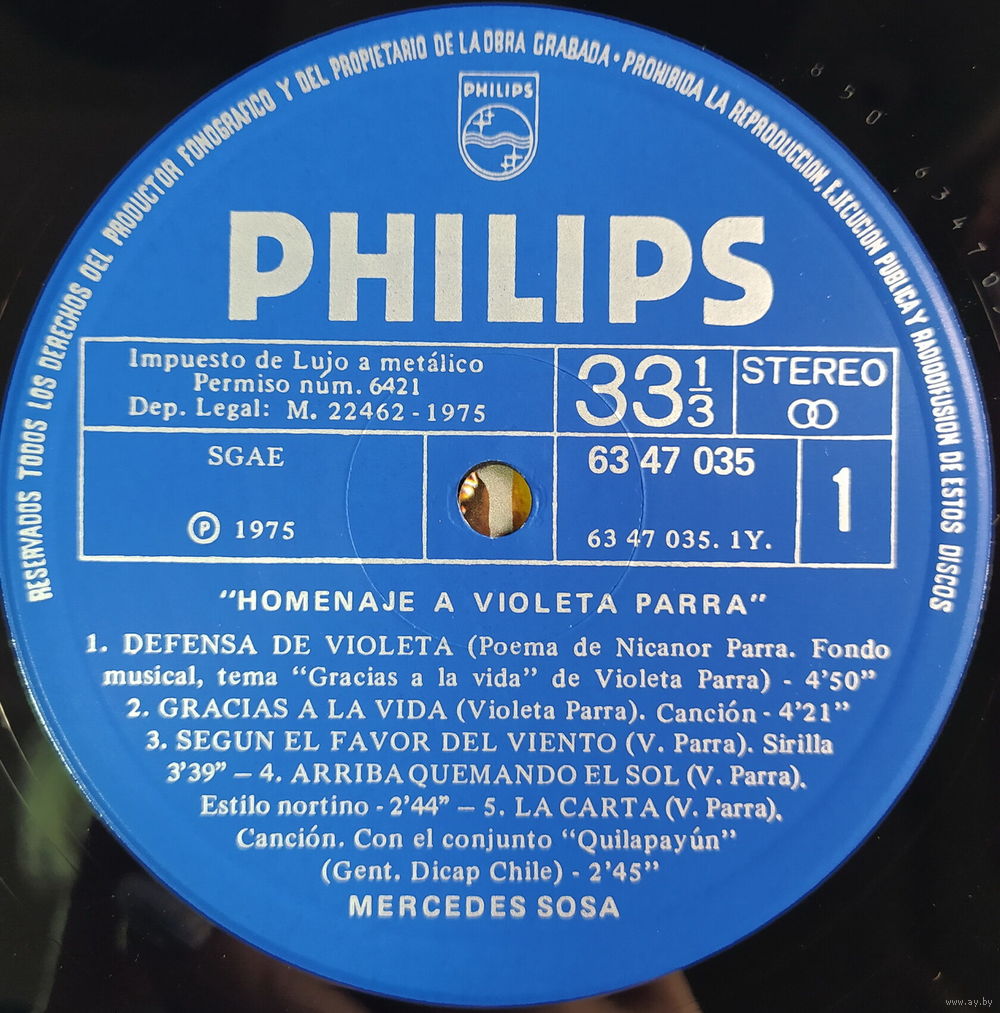 RESERVADOS TODOS LOS DERECHOS DEL PRODUCTOR FONOGRAFICO Y DEL PROPIETARIO DE LA OBRA GRABADA · PROHIBIDA LA REPRODUCCION, EJECUCION PUBLICA Y RADIODIFUSION DE ESTOS DISCOS
PHILIPS
PHILIPS
Impuesto de Lujo a metálico
Permiso núm. 6421
Dep. Legal: M. 22462 - 1975
33 1/3
STEREO
SGAE
℗ 1975
63 47 035
63 47 035. 1Y.
1
"HOMENAJE A VIOLETA PARRA"
1. DEFENSA DE VIOLETA (Poema de Nicanor Parra. Fondo
musical, tema "Gracias a la vida" de Violeta Parra) - 4'50"
2. GRACIAS A LA VIDA (Violeta Parra). Canción - 4'21"
3. SEGUN EL FAVOR DEL VIENTO (V. Parra). Sirilla
3'39" – 4. ARRIBA QUEMANDO EL SOL (V. Parra).
Estilo nortino - 2'44" – 5. LA CARTA (V. Parra).
Canción. Con el conjunto "Quilapayún"
(Gent. Dicap Chile) - 2'45"
MERCEDES SOSA
www.ay.by